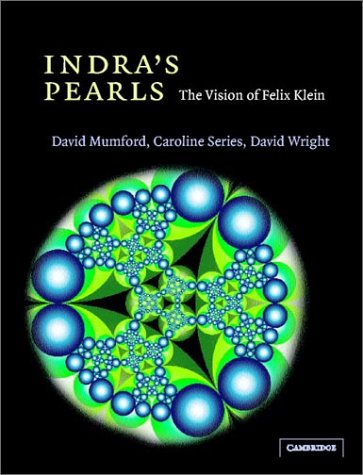 INDRA'S
PEARLS The Vision of Felix Klein
David Mumford, Caroline Series, David Wright
CAMBRIDGE